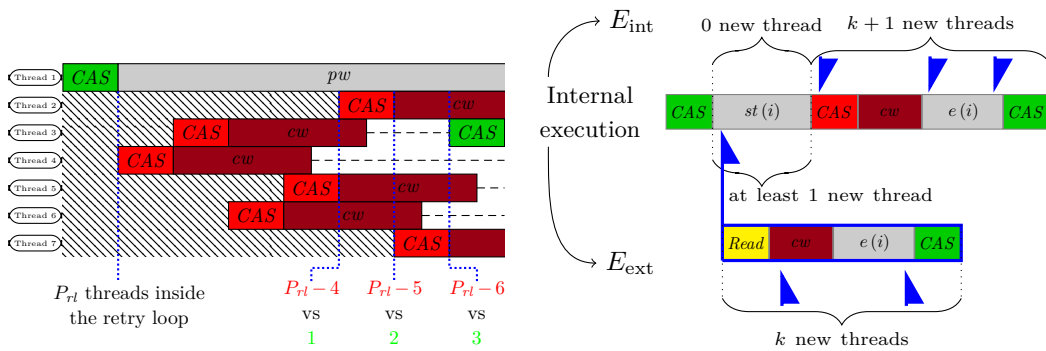 Thread 1
CAS
pw
Thread 2
CAS
cw
Thread 3
CAS
cw
CAS
Thread 4
CAS
cw
Thread 5
CAS
cw
Thread 6
CAS
cw
Thread 7
CAS
P_rl threads inside
the retry loop
P_rl − 4
vs
1
P_rl − 5
vs
2
P_rl − 6
vs
3
E_int
Internal
execution
E_ext
0 new thread
k + 1 new threads
CAS
st (i)
CAS
cw
e (i)
CAS
at least 1 new thread
Read
cw
e (i)
CAS
k new threads